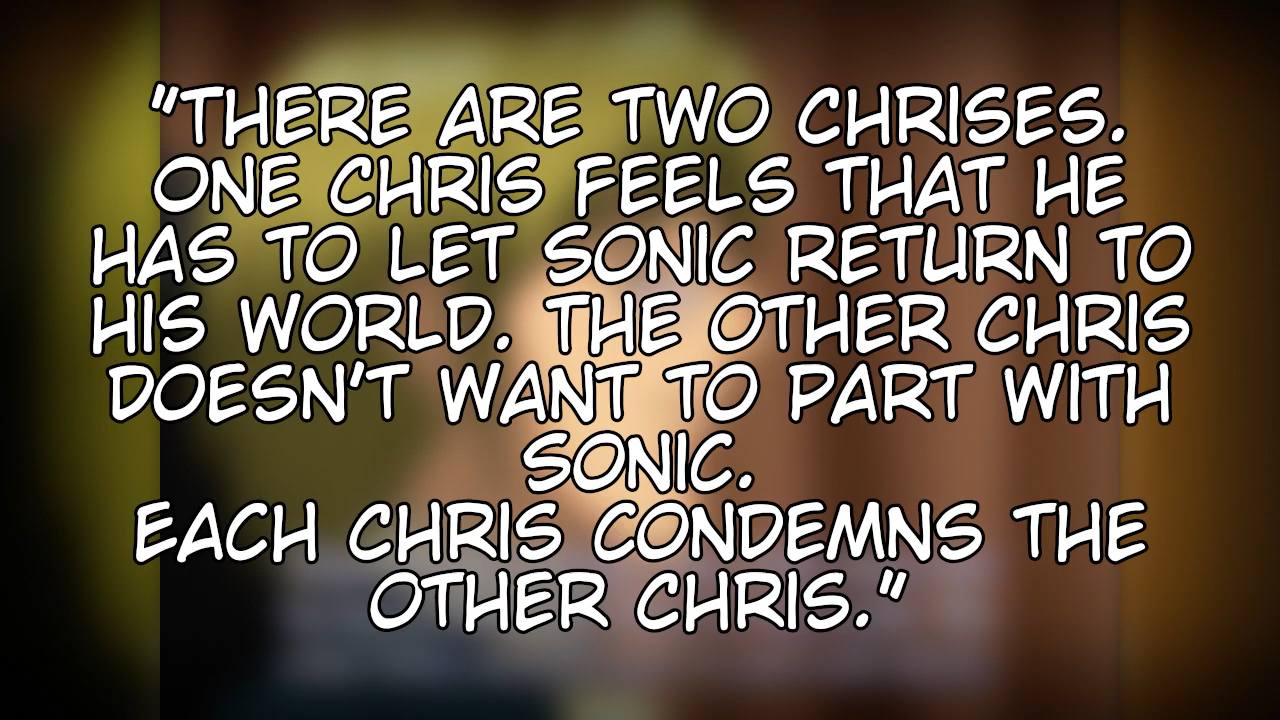 "THERE ARE TWO CHRISES.
ONE CHRIS FEELS THAT HE
HAS TO LET SONIC RETURN TO
HIS WORLD. THE OTHER CHRIS
DOESN'T WANT TO PART WITH
SONIC.
EACH CHRIS CONDEMNS THE
OTHER CHRIS."